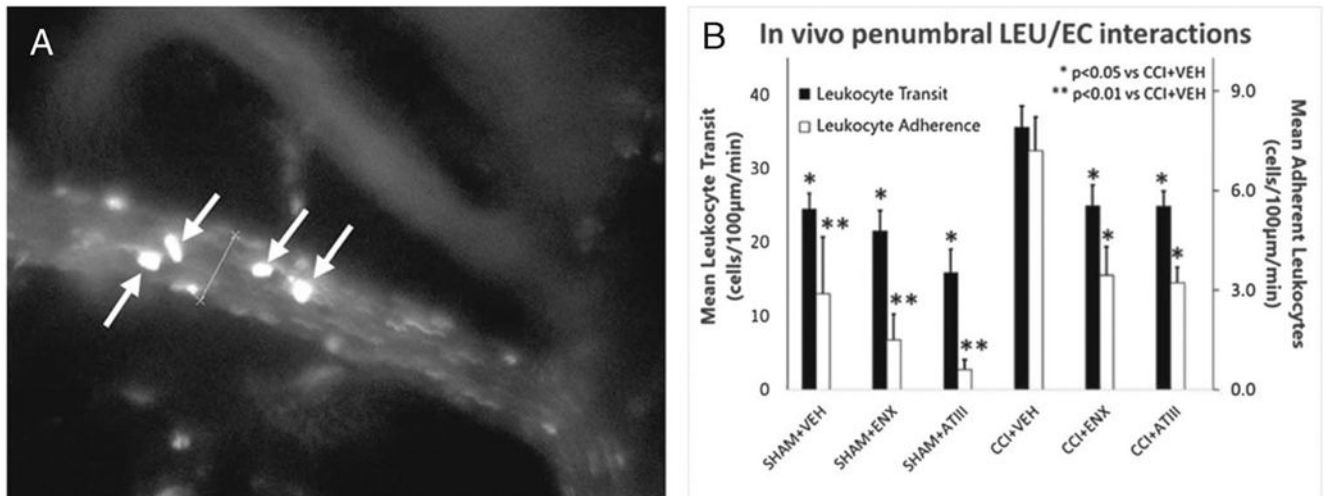 A
B
In vivo penumbral LEU/EC interactions
* p<0.05 vs CCI+VEH
** p<0.01 vs CCI+VEH
Leukocyte Transit
Leukocyte Adherence
Mean Leukocyte Transit
(cells/100µm/min)
40
30
20
10
0
* ** * ** * ** * * * *
9.0
6.0
3.0
0.0
Mean Adherent Leukocytes
(cells/100µm/min)
SHAM+VEH
SHAM+ENX
SHAM+ATIII
CCI+VEH
CCI+ENX
CCI+ATIII